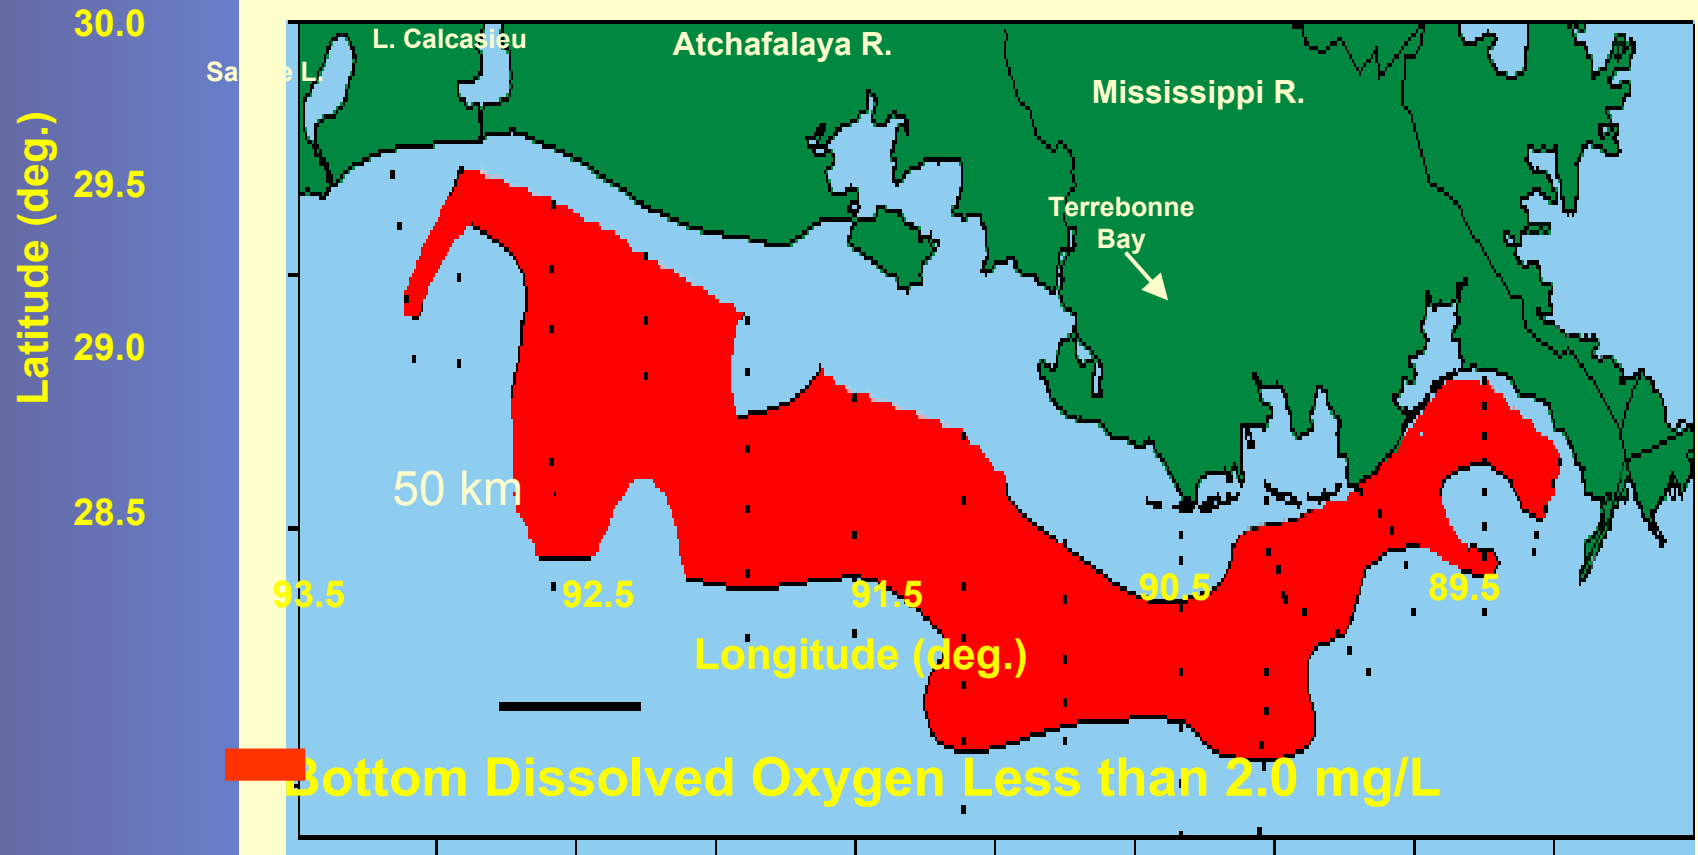 30.0
L. Calcasieu
Atchafalaya R.
L.
Mississippi R.
Latitude (deg.)
29.5
Terrebonne
Bay
29.0
50 km
28.5
93.5 92.5 91.5 90.5 89.5
Longitude (deg.)
Bottom Dissolved Oxygen Less than 2.0 mg/L